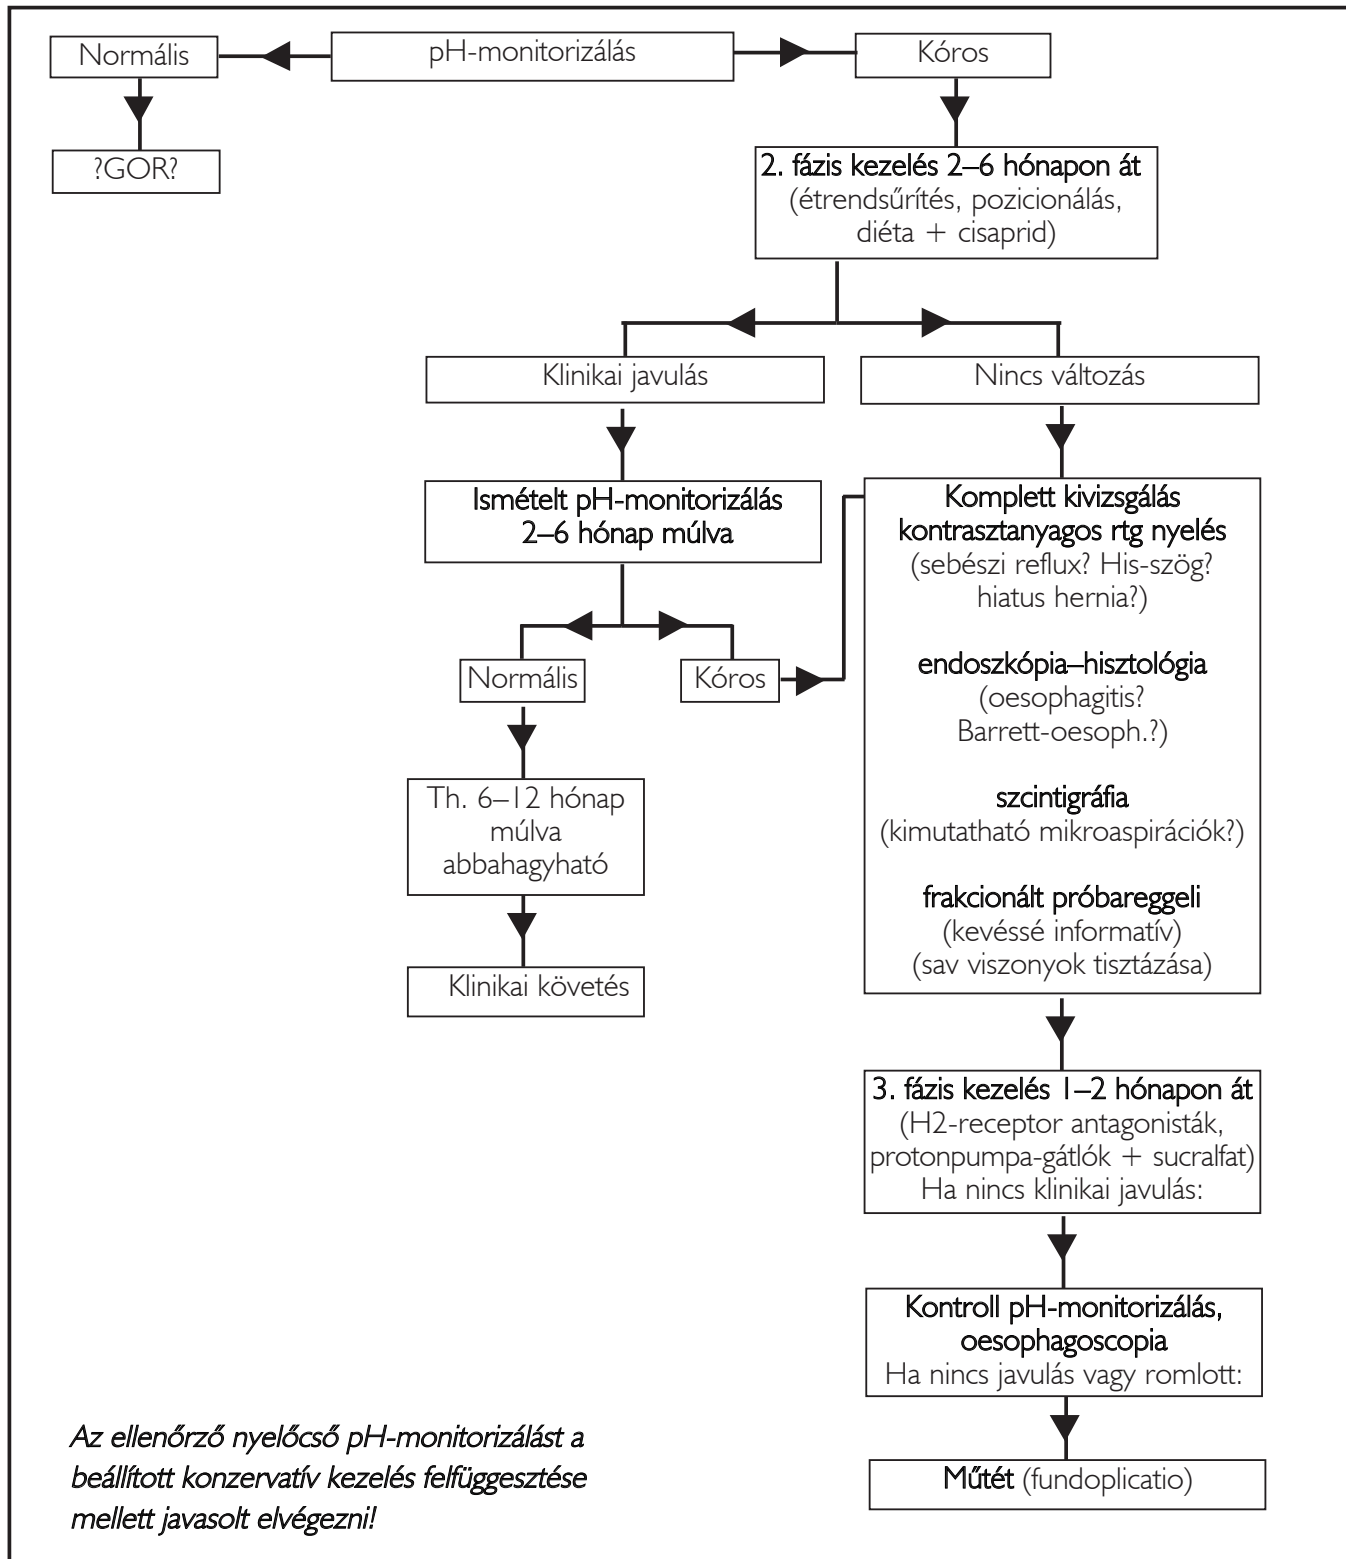 Normális
pH-monitorizálás
Kóros
?GOR?
2. fázis kezelés 2–6 hónapon át
(étrendsűrítés, pozicionálás,
diéta + cisaprid)
Klinikai javulás
Nincs változás
Ismételt pH-monitorizálás
2–6 hónap múlva
Komplett kivizsgálás
kontrasztanyagos rtg nyelés
(sebészi reflux? His-szög?
hiatus hernia?)
endoszkópia–hisztológia
(oesophagitis?
Barrett-oesoph.?)
szcintigráfia
(kimutatható mikroaspirációk?)
frakcionált próbareggeli
(kevéssé informatív)
(sav viszonyok tisztázása)
Normális
Kóros
Th. 6–12 hónap
múlva
abbahagyható
Klinikai követés
3. fázis kezelés 1–2 hónapon át
(H2-receptor antagonisták,
protonpumpa-gátlók + sucralfat)
Ha nincs klinikai javulás:
Kontroll pH-monitorizálás,
oesophagoscopia
Ha nincs javulás vagy romlott:
Műtét (fundoplicatio)
Az ellenőrző nyelőcső pH-monitorizálást a
beállított konzervatív kezelés felfüggesztése
mellett javasolt elvégezni!